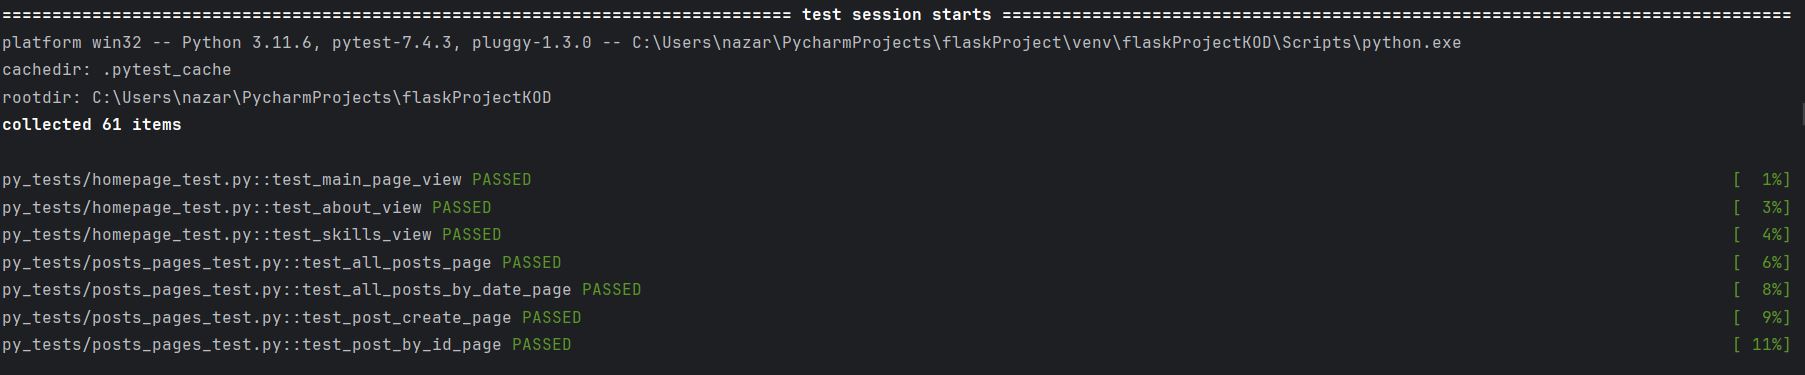 =============================================================================== test session starts ===============================================================================
platform win32 -- Python 3.11.6, pytest-7.4.3, pluggy-1.3.0 -- C:\Users\nazar\PycharmProjects\flaskProject\venv\flaskProjectKOD\Scripts\python.exe
cachedir: .pytest_cache
rootdir: C:\Users\nazar\PycharmProjects\flaskProjectKOD
collected 61 items
py_tests/homepage_test.py::test_main_page_view PASSED [  1%]
py_tests/homepage_test.py::test_about_view PASSED [  3%]
py_tests/homepage_test.py::test_skills_view PASSED [  4%]
py_tests/posts_pages_test.py::test_all_posts_page PASSED [  6%]
py_tests/posts_pages_test.py::test_all_posts_by_date_page PASSED [  8%]
py_tests/posts_pages_test.py::test_post_create_page PASSED [  9%]
py_tests/posts_pages_test.py::test_post_by_id_page PASSED [ 11%]